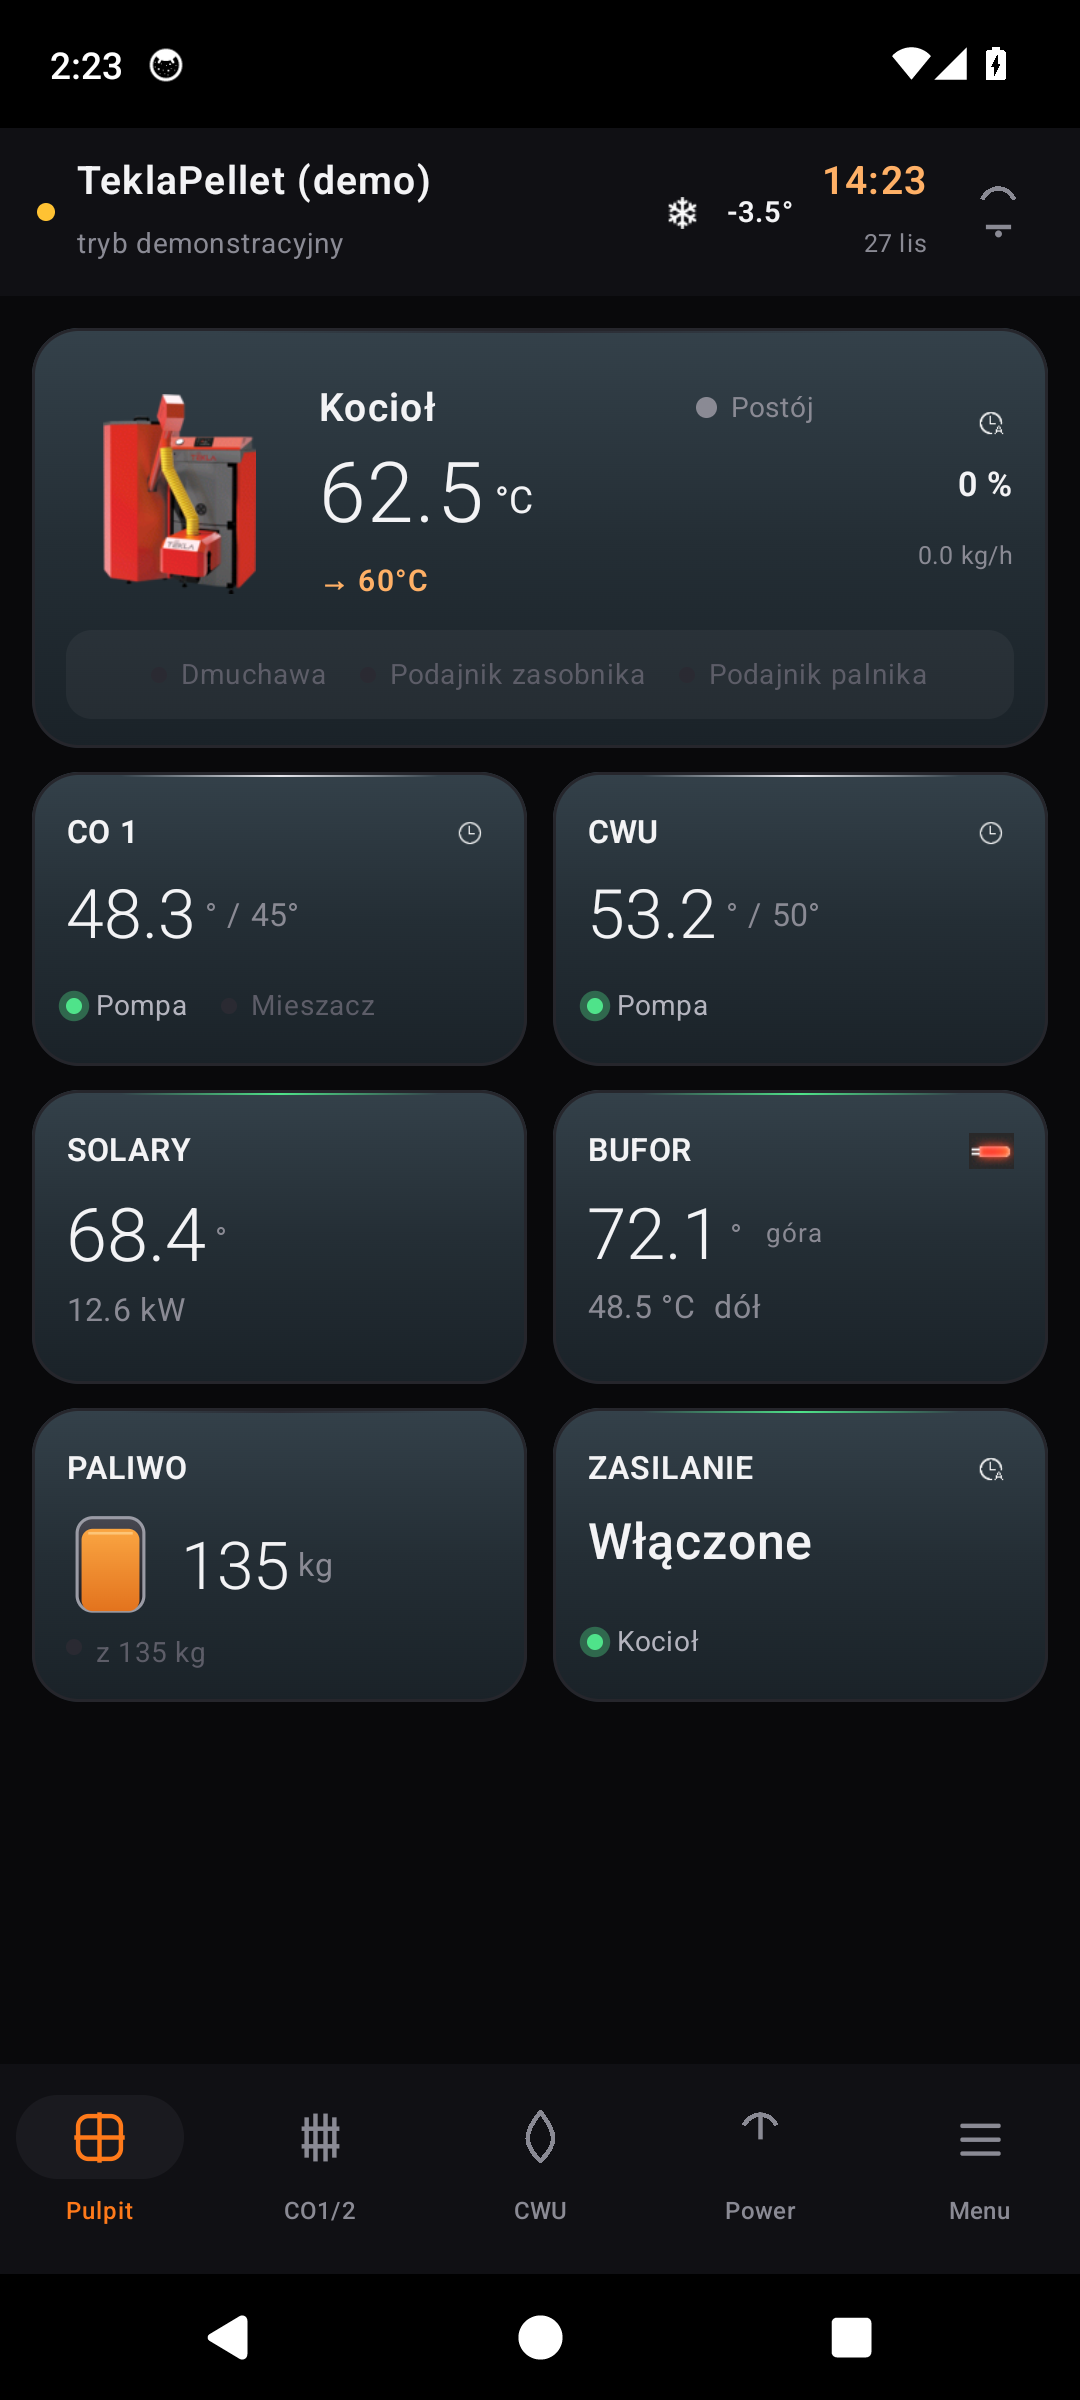 2:23
TeklaPellet (demo)
tryb demonstracyjny
-3.5°
14:23
27 lis
Kocioł
Postój
62.5 °C
→ 60°C
0 %
0.0 kg/h
TEKLA
Dmuchawa
Podajnik zasobnika
Podajnik palnika
CO 1
48.3 ° / 45°
Pompa
Mieszacz
CWU
53.2 ° / 50°
Pompa
SOLARY
68.4 °
12.6 kW
BUFOR
72.1 ° góra
48.5 °C dół
PALIWO
135 kg
z 135 kg
ZASILANIE
Włączone
Kocioł
Pulpit
CO1/2
CWU
Power
Menu